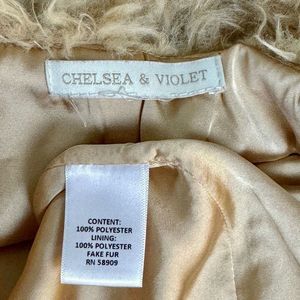 CHELSEA & VIOLET
CONTENT:
100% POLYESTER
LINING:
100% POLYESTER
FAKE FUR
RN 58909